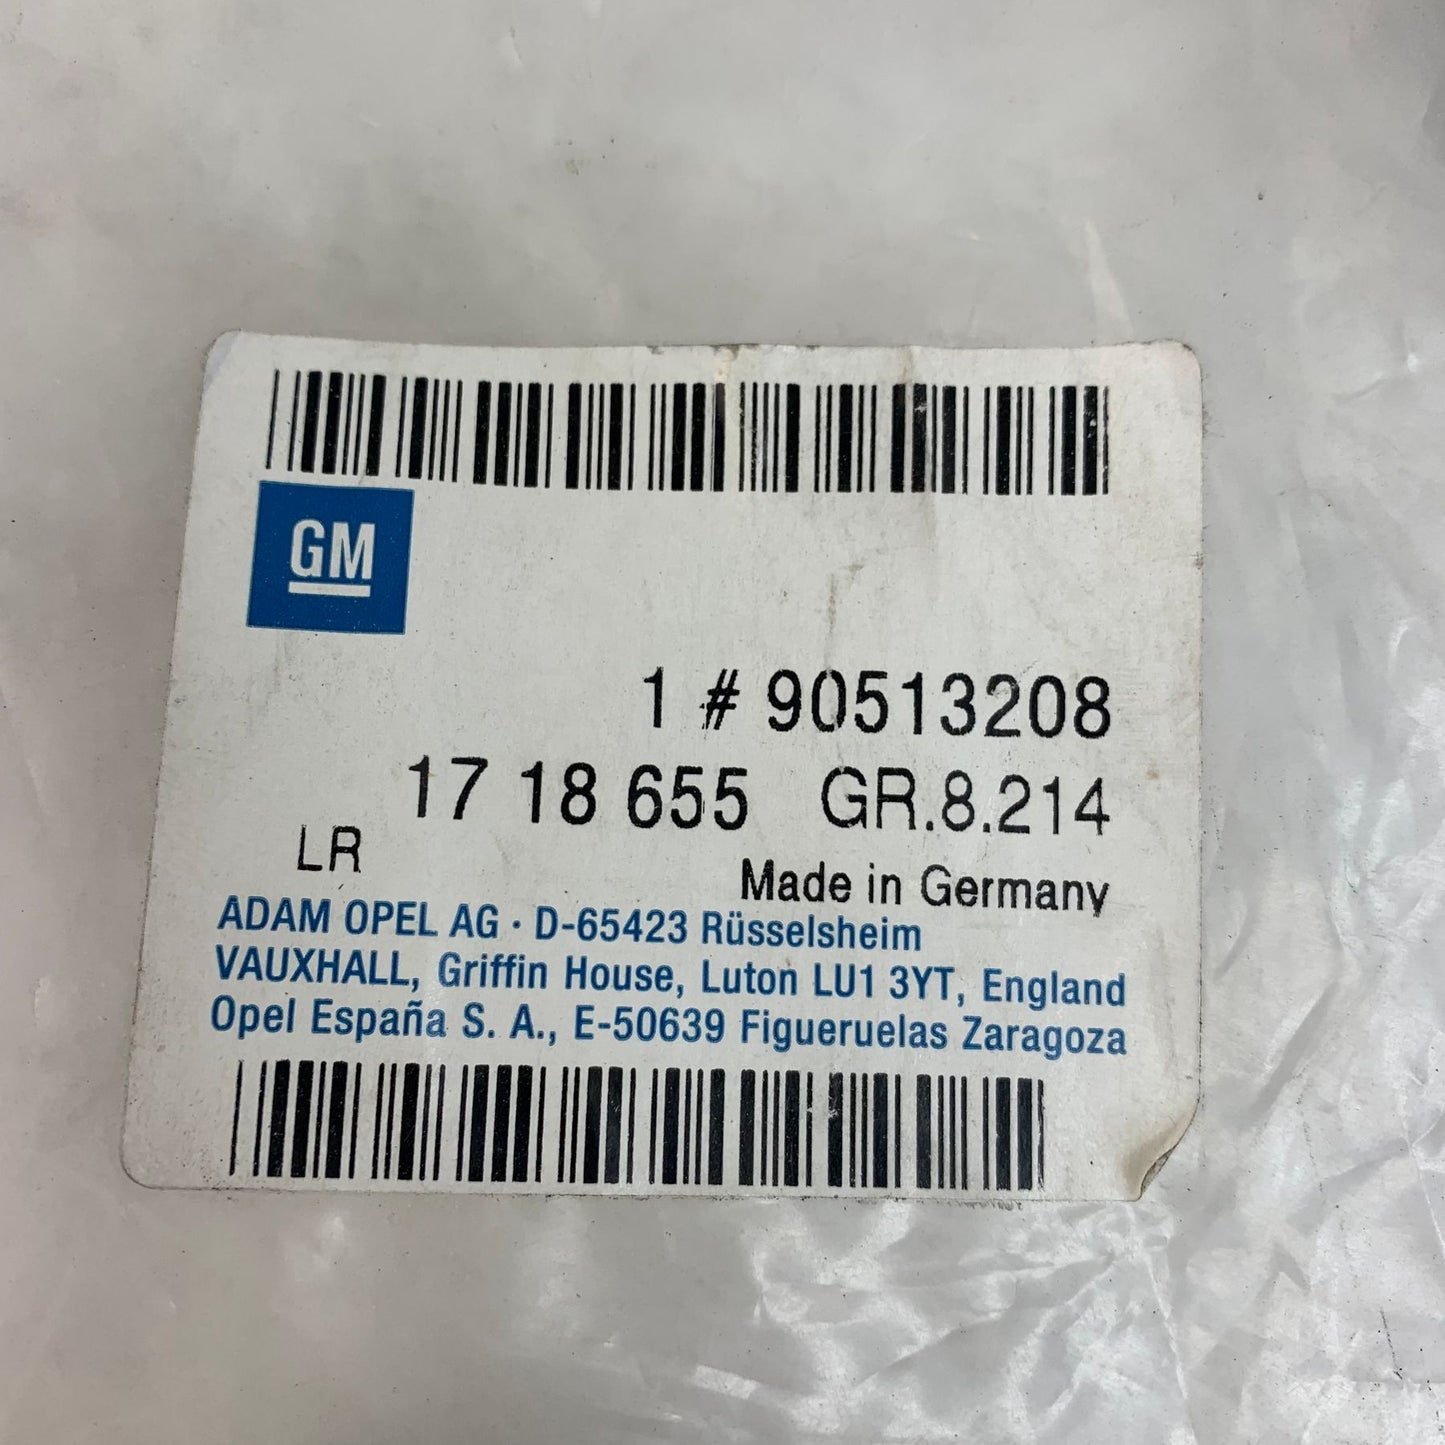 GM
1 # 90513208
17 18 655 GR.8.214
LR
Made in Germany
ADAM OPEL AG · D-65423 Rüsselsheim
VAUXHALL, Griffin House, Luton LU1 3YT, England
Opel España S. A., E-50639 Figueruelas Zaragoza